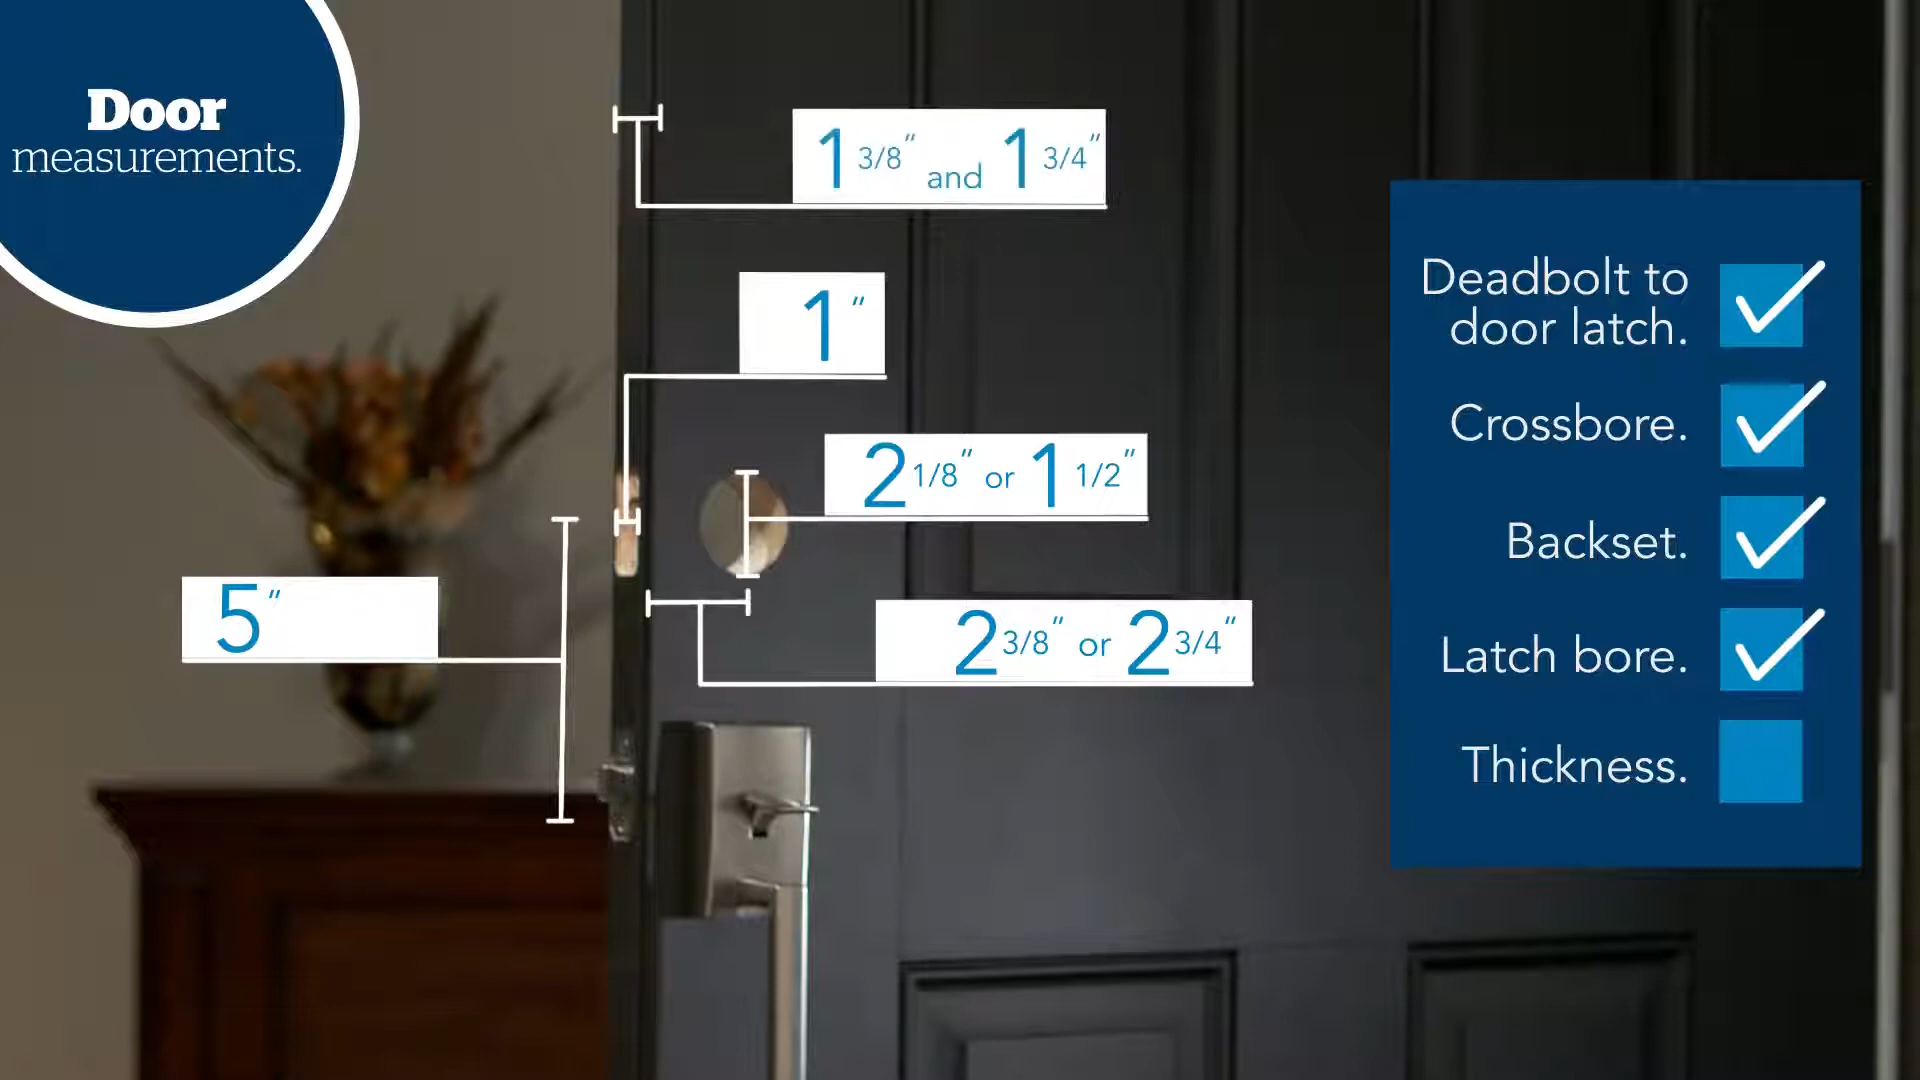 Door
measurements.
1 3/8" and 1 3/4"
1"
2 1/8" or 1 1/2"
5"
2 3/8" or 2 3/4"
Deadbolt to
door latch.
Crossbore.
Backset.
Latch bore.
Thickness.